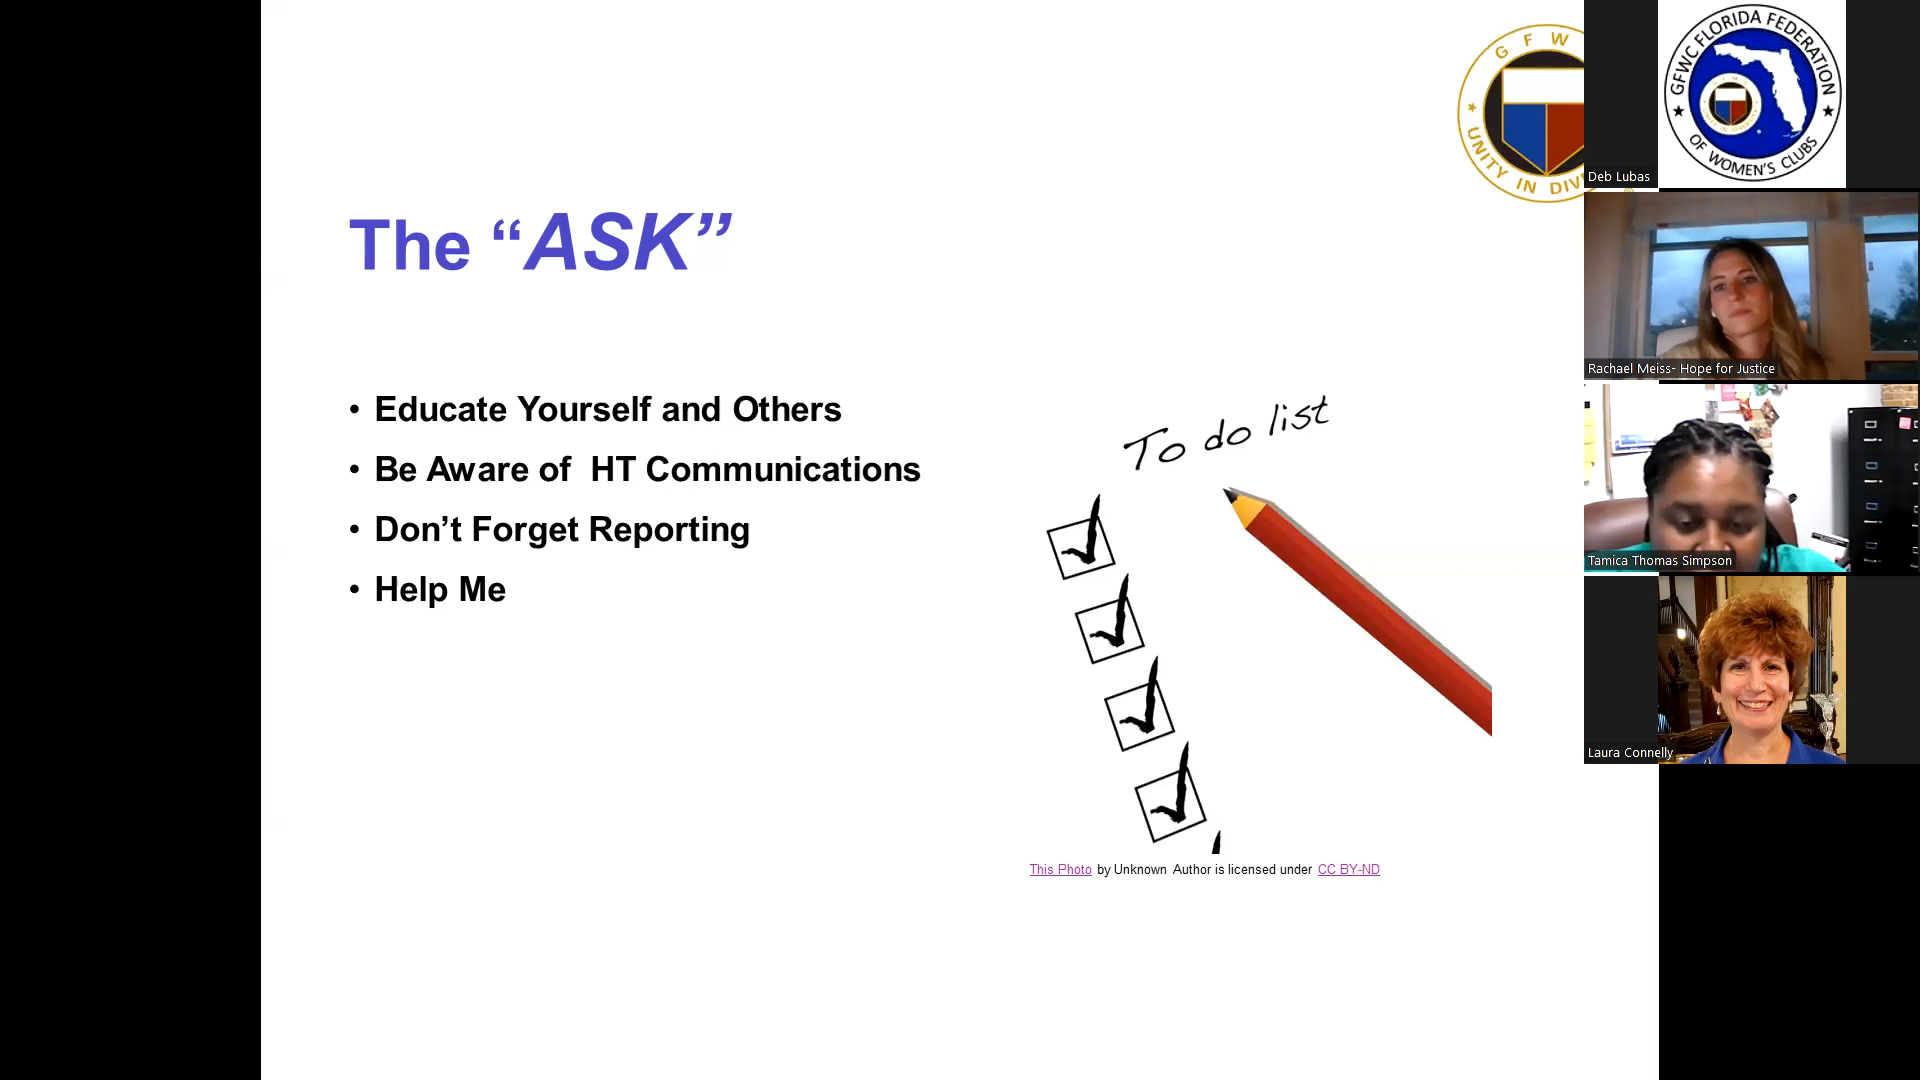 The “ASK”
• Educate Yourself and Others
• Be Aware of HT Communications
• Don’t Forget Reporting
• Help Me
To do list
This Photo by Unknown Author is licensed under CC BY-ND
GFW
UNITY IN DIV
GFWC FLORIDA FEDERATION
OF WOMEN'S CLUBS
Deb Lubas
Rachael Meiss- Hope for Justice
Tamica Thomas Simpson
Laura Connelly